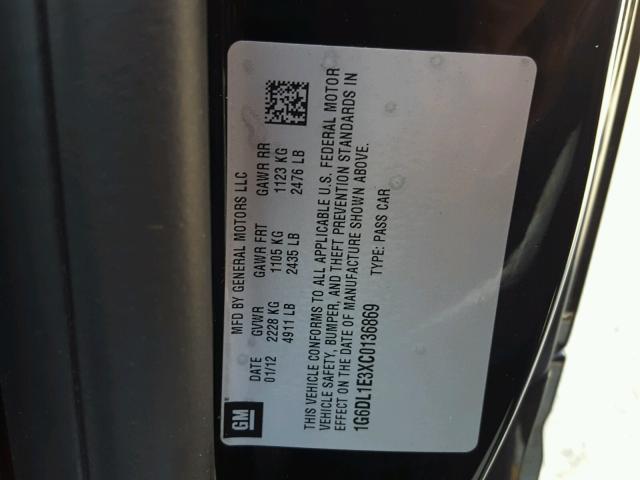 GM
MFD BY GENERAL MOTORS LLC
DATE GVWR GAWR FRT GAWR RR
01/12 2228 KG 1105 KG 1123 KG
4911 LB 2435 LB 2476 LB
THIS VEHICLE CONFORMS TO ALL APPLICABLE U.S. FEDERAL MOTOR
VEHICLE SAFETY, BUMPER, AND THEFT PREVENTION STANDARDS IN
EFFECT ON THE DATE OF MANUFACTURE SHOWN ABOVE.
1G6DL1E3XC0136869 TYPE: PASS CAR